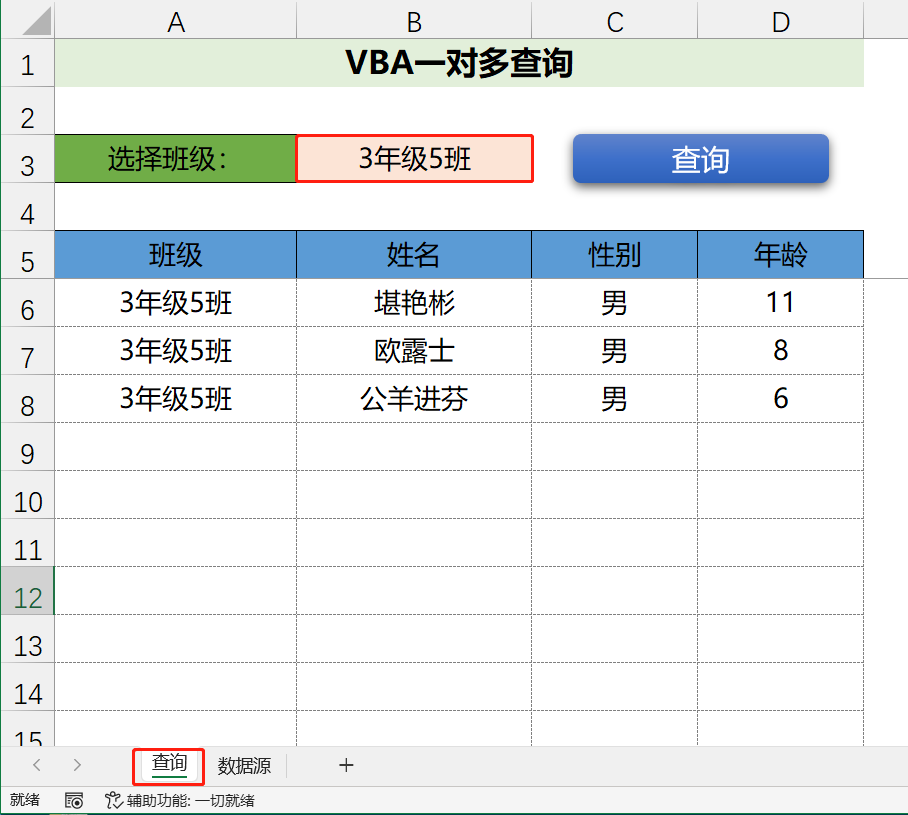 A B C D
1 VBA一对多查询
2
3 选择班级： 3年级5班 查询
4
5 班级 姓名 性别 年龄
6 3年级5班 堪艳彬 男 11
7 3年级5班 欧露士 男 8
8 3年级5班 公羊进芬 男 6
9
10
11
12
13
14
15
查询 数据源
就绪 辅助功能: 一切就绪